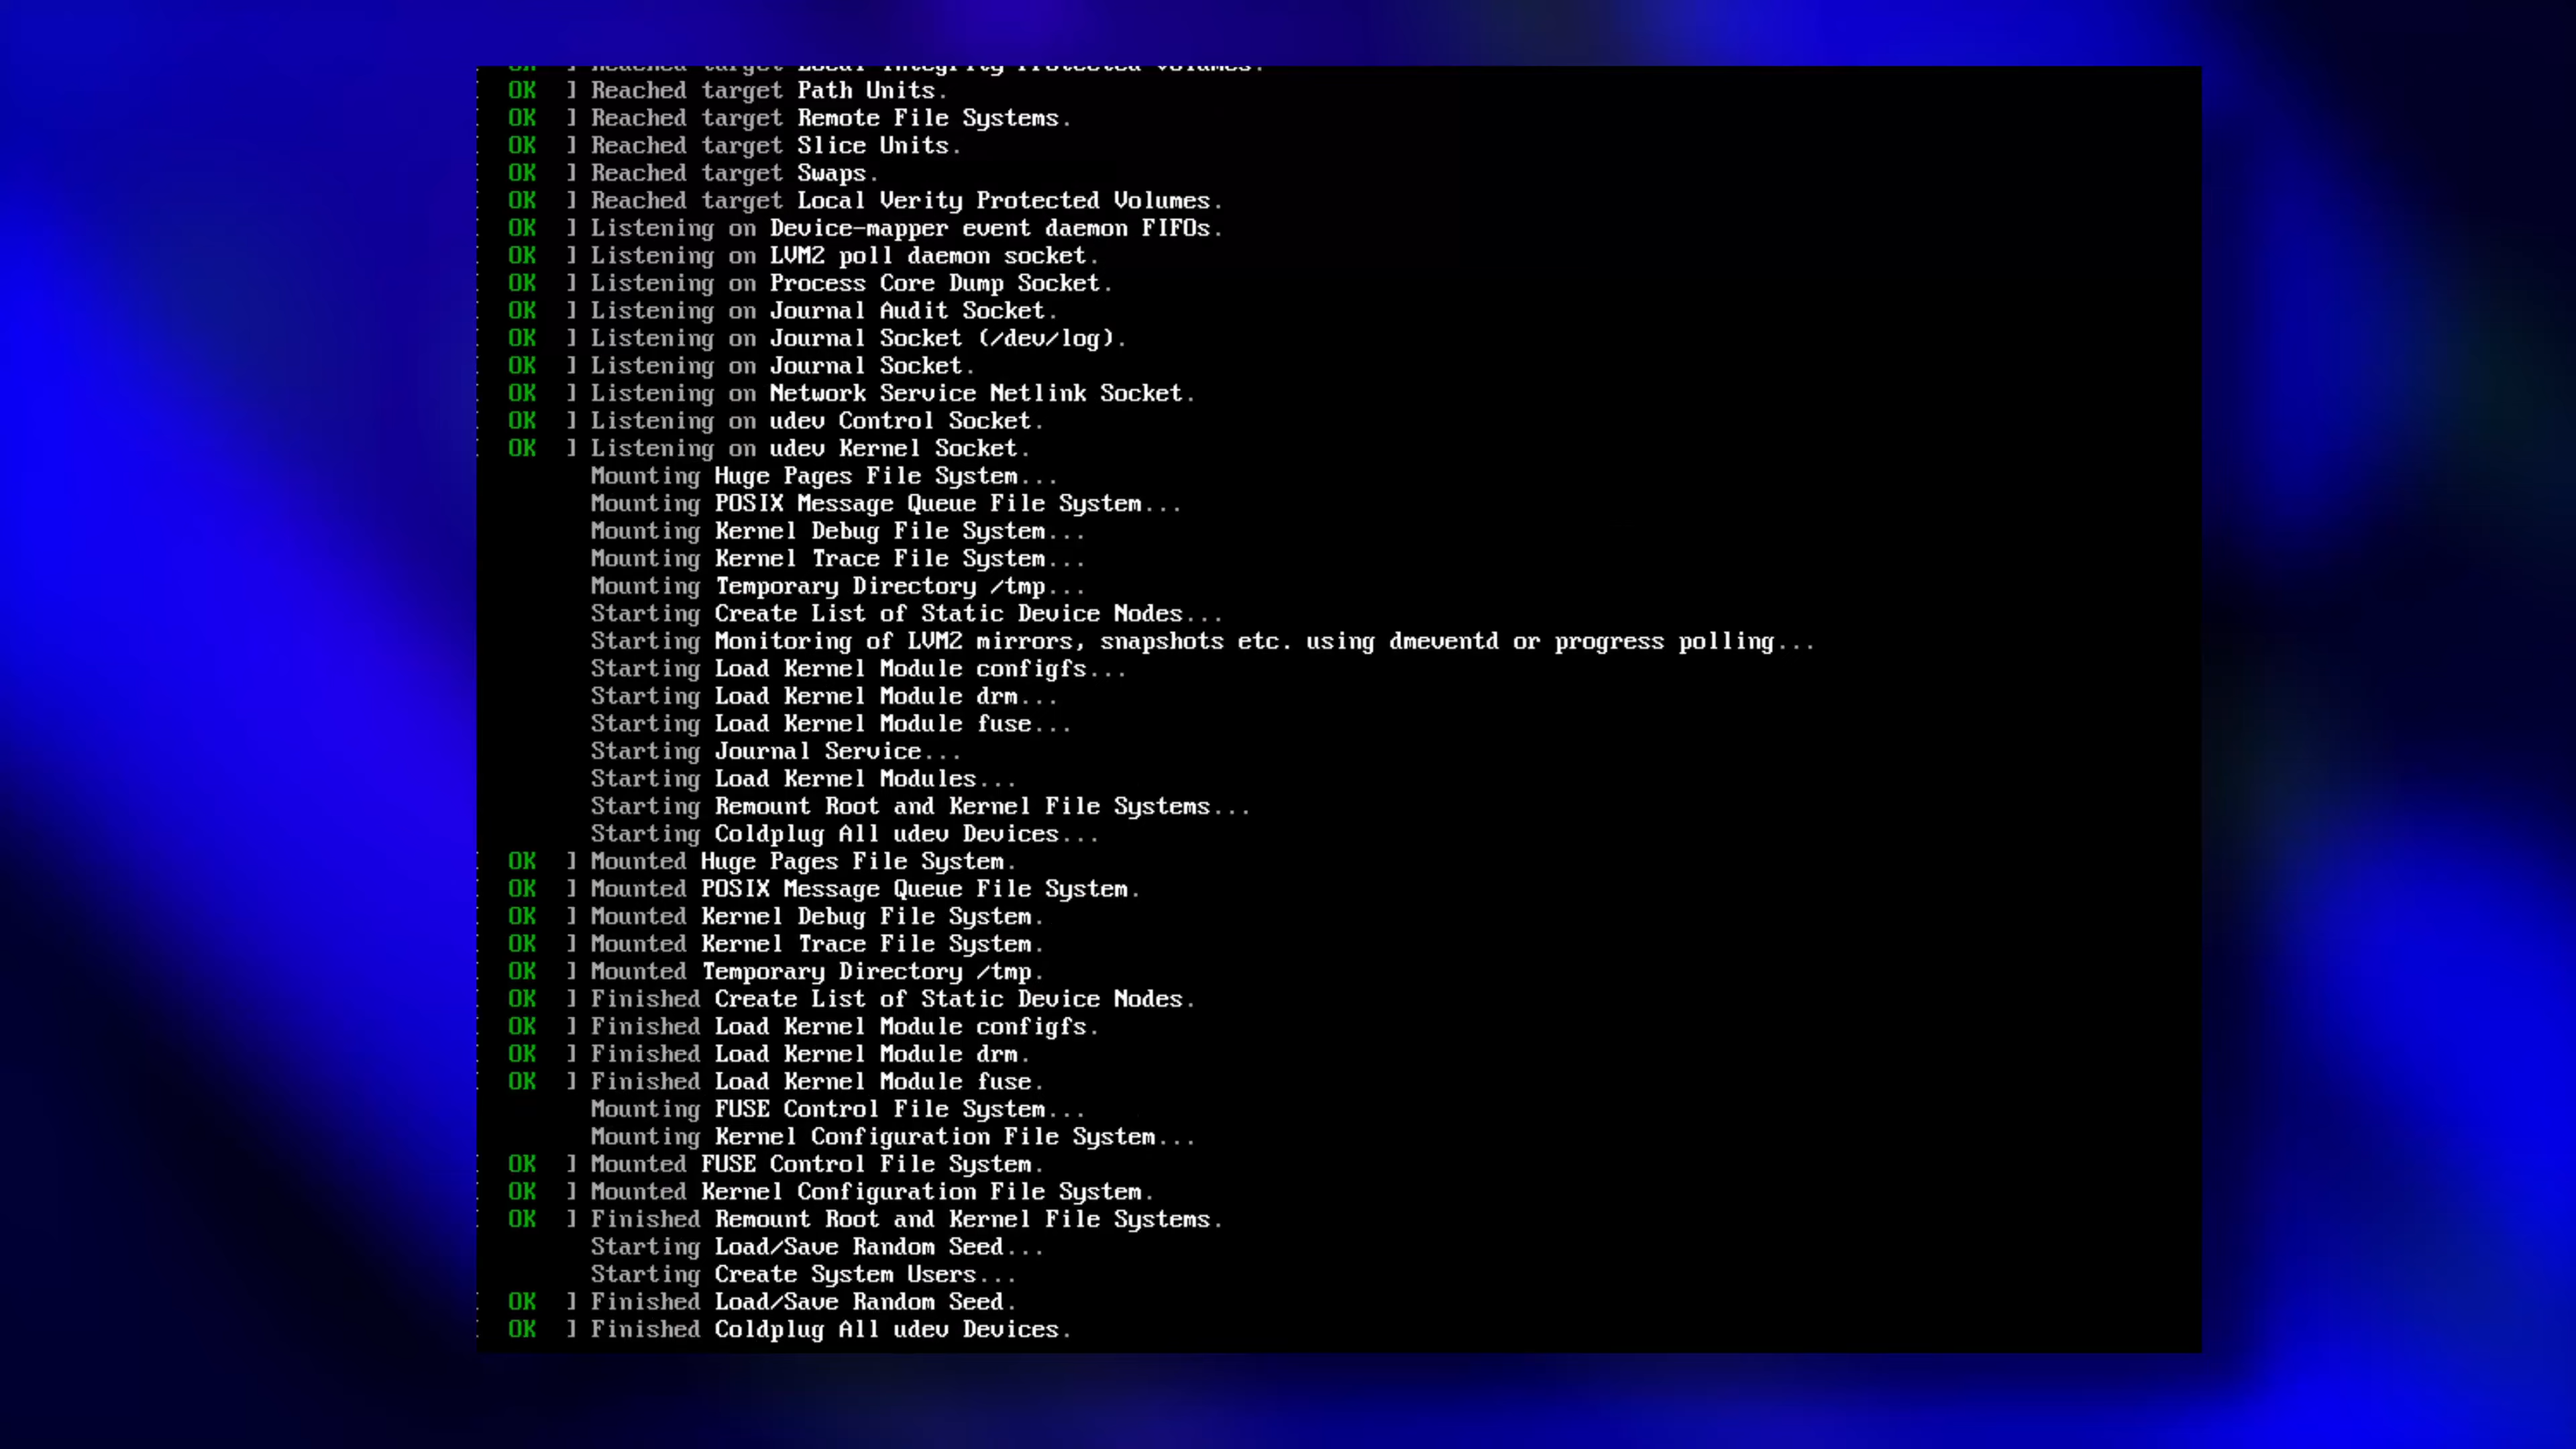 OK ] Reached target Local Integrity Protected Volumes.
OK ] Reached target Path Units.
OK ] Reached target Remote File Systems.
OK ] Reached target Slice Units.
OK ] Reached target Swaps.
OK ] Reached target Local Verity Protected Volumes.
OK ] Listening on Device-mapper event daemon FIFOs.
OK ] Listening on LVM2 poll daemon socket.
OK ] Listening on Process Core Dump Socket.
OK ] Listening on Journal Audit Socket.
OK ] Listening on Journal Socket (/dev/log).
OK ] Listening on Journal Socket.
OK ] Listening on Network Service Netlink Socket.
OK ] Listening on udev Control Socket.
OK ] Listening on udev Kernel Socket.
Mounting Huge Pages File System...
Mounting POSIX Message Queue File System...
Mounting Kernel Debug File System...
Mounting Kernel Trace File System...
Mounting Temporary Directory /tmp...
Starting Create List of Static Device Nodes...
Starting Monitoring of LVM2 mirrors, snapshots etc. using dmeventd or progress polling...
Starting Load Kernel Module configfs...
Starting Load Kernel Module drm...
Starting Load Kernel Module fuse...
Starting Journal Service...
Starting Load Kernel Modules...
Starting Remount Root and Kernel File Systems...
Starting Coldplug All udev Devices...
OK ] Mounted Huge Pages File System.
OK ] Mounted POSIX Message Queue File System.
OK ] Mounted Kernel Debug File System.
OK ] Mounted Kernel Trace File System.
OK ] Mounted Temporary Directory /tmp.
OK ] Finished Create List of Static Device Nodes.
OK ] Finished Load Kernel Module configfs.
OK ] Finished Load Kernel Module drm.
OK ] Finished Load Kernel Module fuse.
Mounting FUSE Control File System...
Mounting Kernel Configuration File System...
OK ] Mounted FUSE Control File System.
OK ] Mounted Kernel Configuration File System.
OK ] Finished Remount Root and Kernel File Systems.
Starting Load/Save Random Seed...
Starting Create System Users...
OK ] Finished Load/Save Random Seed.
OK ] Finished Coldplug All udev Devices.